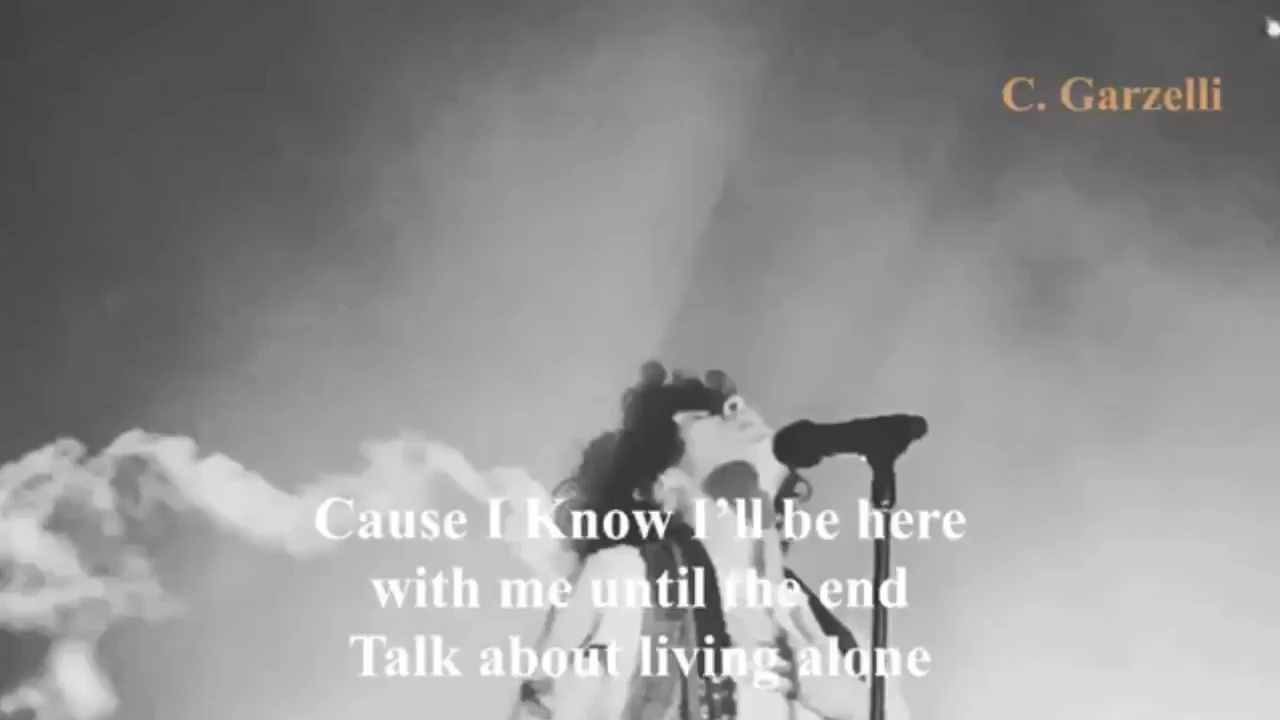 C. Garzelli
Cause I Know I’ll be here
with me until the end
Talk about living alone